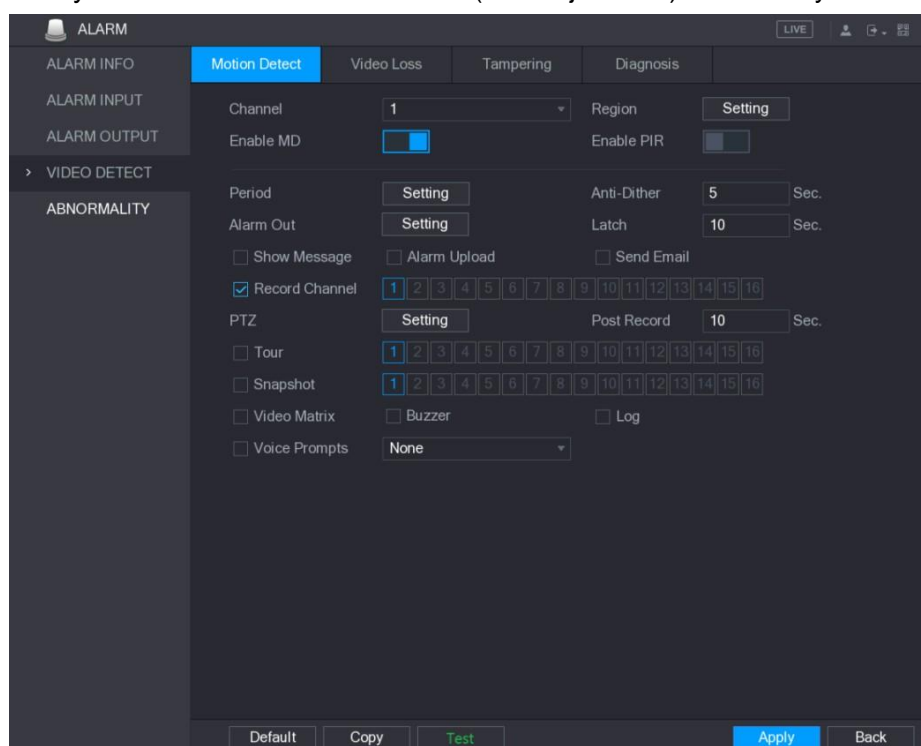 ALARM
LIVE
ALARM INFO
ALARM INPUT
ALARM OUTPUT
> VIDEO DETECT
ABNORMALITY
Motion Detect Video Loss Tampering Diagnosis
Channel 1 Region Setting
Enable MD Enable PIR
Period Setting Anti-Dither 5 Sec.
Alarm Out Setting Latch 10 Sec.
Show Message Alarm Upload Send Email
Record Channel 1 2 3 4 5 6 7 8 9 10 11 12 13 14 15 16
PTZ Setting Post Record 10 Sec.
Tour 1 2 3 4 5 6 7 8 9 10 11 12 13 14 15 16
Snapshot 1 2 3 4 5 6 7 8 9 10 11 12 13 14 15 16
Video Matrix Buzzer Log
Voice Prompts None
Default Copy Test Apply Back